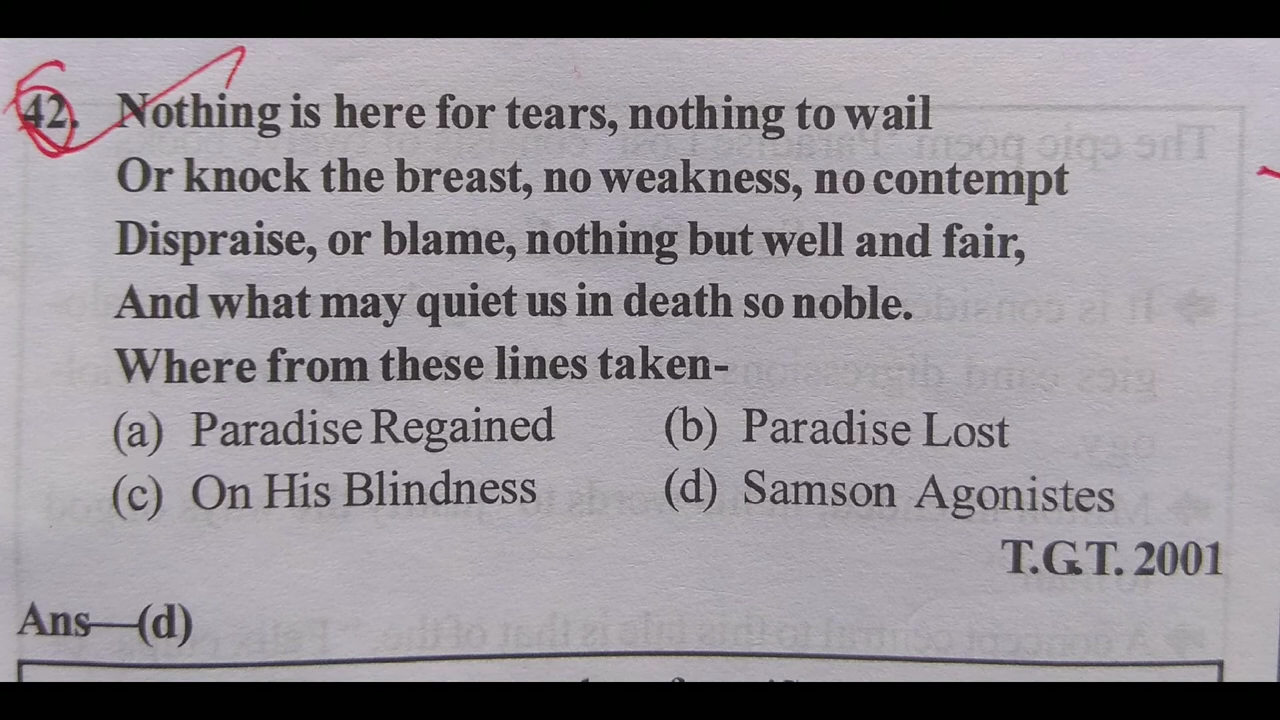 42. Nothing is here for tears, nothing to wail
Or knock the breast, no weakness, no contempt
Dispraise, or blame, nothing but well and fair,
And what may quiet us in death so noble.
Where from these lines taken-
(a) Paradise Regained (b) Paradise Lost
(c) On His Blindness (d) Samson Agonistes
T.G.T. 2001
Ans—(d)